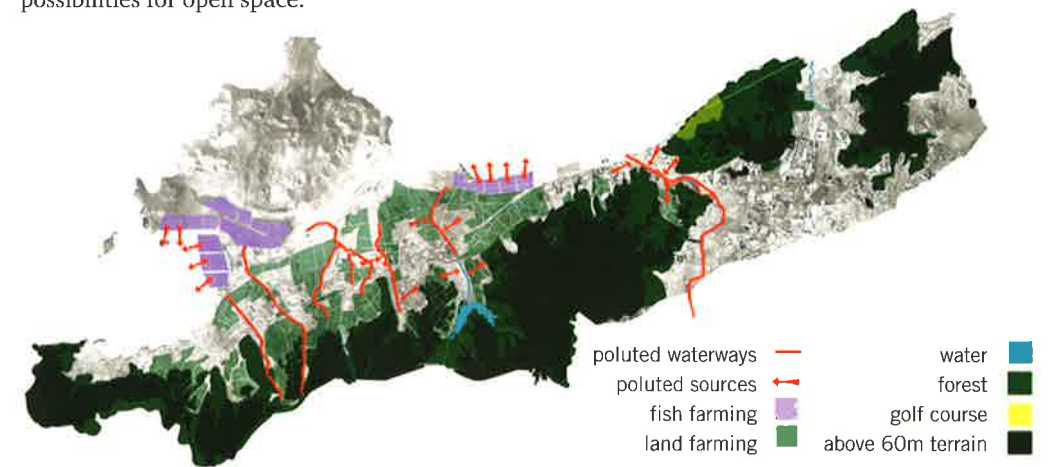 possibilities for open space.
poluted waterways
poluted sources
fish farming
land farming
water
forest
golf course
above 60m terrain